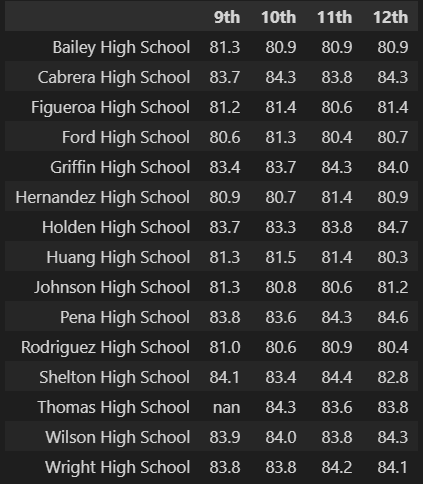 9th 10th 11th 12th
Bailey High School 81.3 80.9 80.9 80.9
Cabrera High School 83.7 84.3 83.8 84.3
Figueroa High School 81.2 81.4 80.6 81.4
Ford High School 80.6 81.3 80.4 80.7
Griffin High School 83.4 83.7 84.3 84.0
Hernandez High School 80.9 80.7 81.4 80.9
Holden High School 83.7 83.3 83.8 84.7
Huang High School 81.3 81.5 81.4 80.3
Johnson High School 81.3 80.8 80.6 81.2
Pena High School 83.8 83.6 84.3 84.6
Rodriguez High School 81.0 80.6 80.9 80.4
Shelton High School 84.1 83.4 84.4 82.8
Thomas High School nan 84.3 83.6 83.8
Wilson High School 83.9 84.0 83.8 84.3
Wright High School 83.8 83.8 84.2 84.1